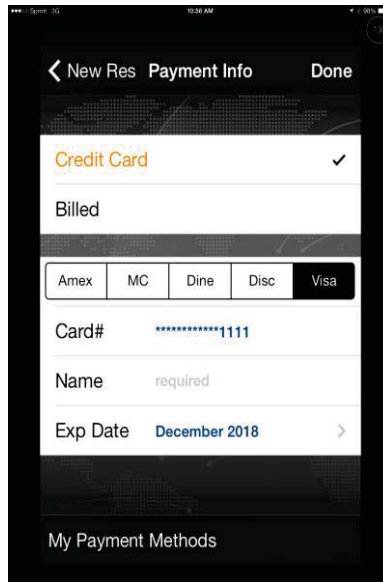 Sprint 3G 10:56 AM 98%
New Res Payment Info Done
Credit Card
Billed
Amex MC Dine Disc Visa
Card# ************1111
Name required
Exp Date December 2018
My Payment Methods